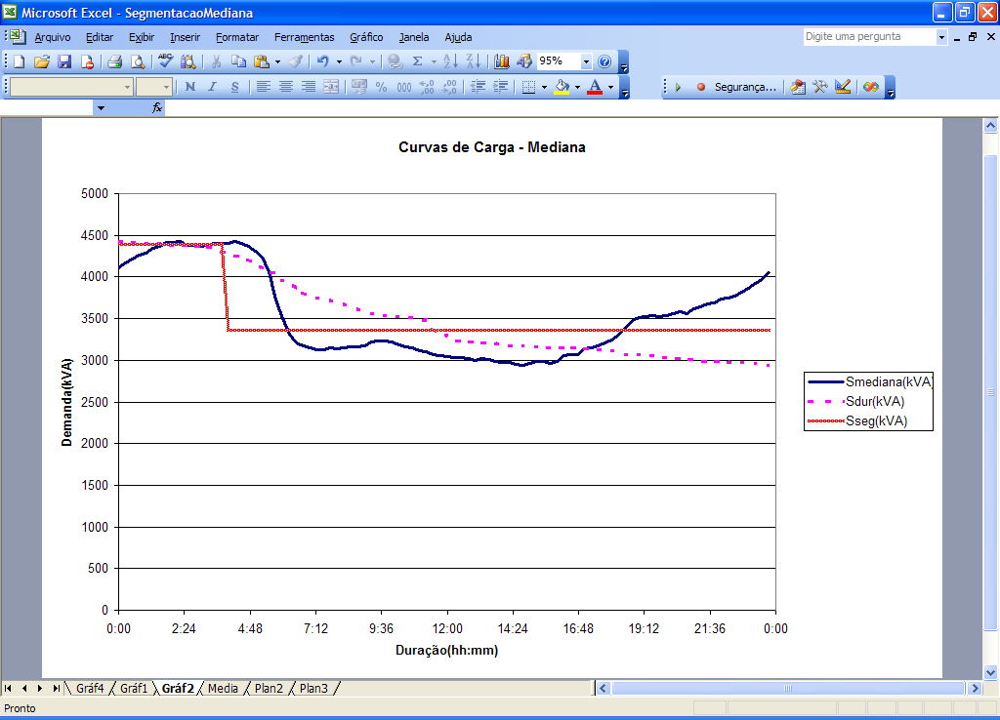 Microsoft Excel - SegmentacaoMediana
Arquivo Editar Exibir Inserir Formatar Ferramentas Gráfico Janela Ajuda Digite uma pergunta
95%
N I S % 000 Segurança...
fx
Curvas de Carga - Mediana
5000
4500
4000
3500
3000
2500
2000
1500
1000
500
0
Demanda(kVA)
0:00 2:24 4:48 7:12 9:36 12:00 14:24 16:48 19:12 21:36 0:00
Duração(hh:mm)
Smediana(kVA)
Sdur(kVA)
Sseg(kVA)
Gráf4 Gráf1 Gráf2 Media Plan2 Plan3
Pronto